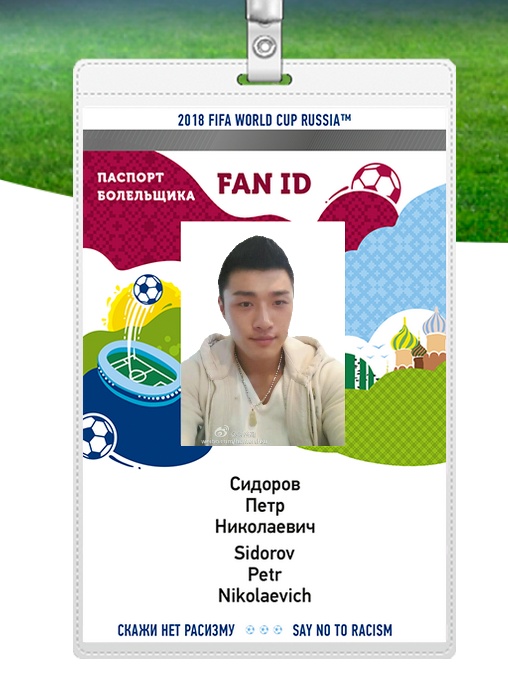 2018 FIFA WORLD CUP RUSSIA™
ПАСПОРТ
БОЛЕЛЬЩИКА
FAN ID
Сидоров
Петр
Николаевич
Sidorov
Petr
Nikolaevich
СКАЖИ НЕТ РАСИЗМУ
SAY NO TO RACISM